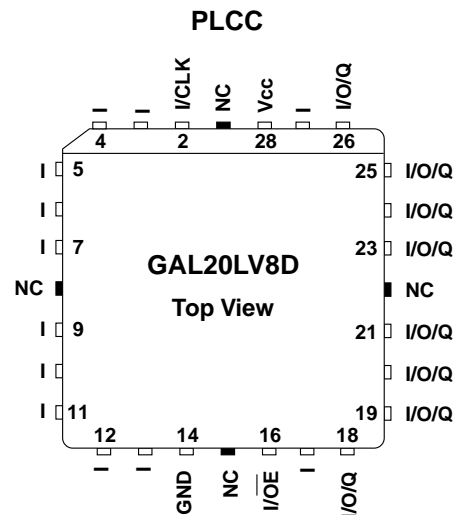 PLCC
I I I/CLK NC Vcc I I/O/Q
4 2 28 26
I 5 25 I/O/Q
I I/O/Q
I 7 23 I/O/Q
GAL20LV8D
NC NC
Top View
I 9 21 I/O/Q
I I/O/Q
I 11 19 I/O/Q
12 14 16 18
I I GND NC I/OE I I/O/Q